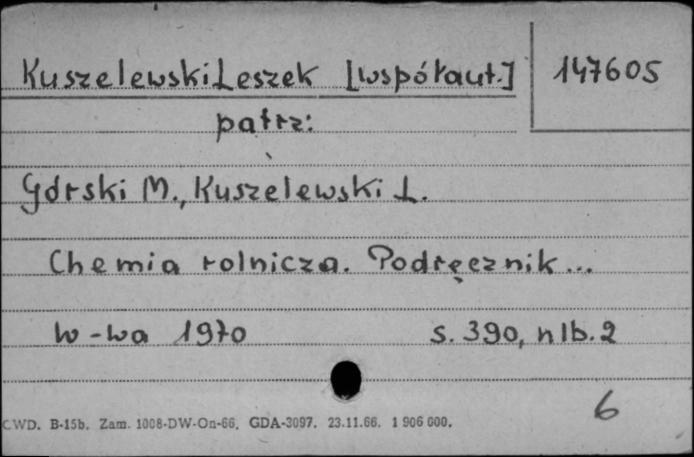 Kuszelewski Leszek [współaut.] 147605
patrz:
Górski M., Kuszelewski L.
Chemia rolnicza. Podręcznik...
W-wa 1970 s. 390, nlb. 2
6
CWD. B-15b. Zam. 1008-DW-On-66. GDA-3097. 23.11.66. 1 906 000.